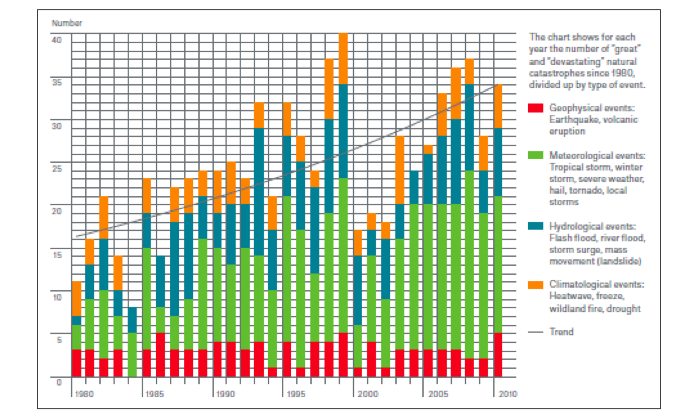 Number
40
35
30
25
20
15
10
5
0
1980
1985
1990
1995
2000
2005
2010
The chart shows for each
year the number of "great"
and "devastating" natural
catastrophes since 1980,
divided up by type of event.
Geophysical events:
Earthquake, volcanic
eruption
Meteorological events:
Tropical storm, winter
storm, severe weather,
hail, tornado, local
storms
Hydrological events:
Flash flood, river flood,
storm surge, mass
movement (landslide)
Climatological events:
Heatwave, freeze,
wildland fire, drought
Trend